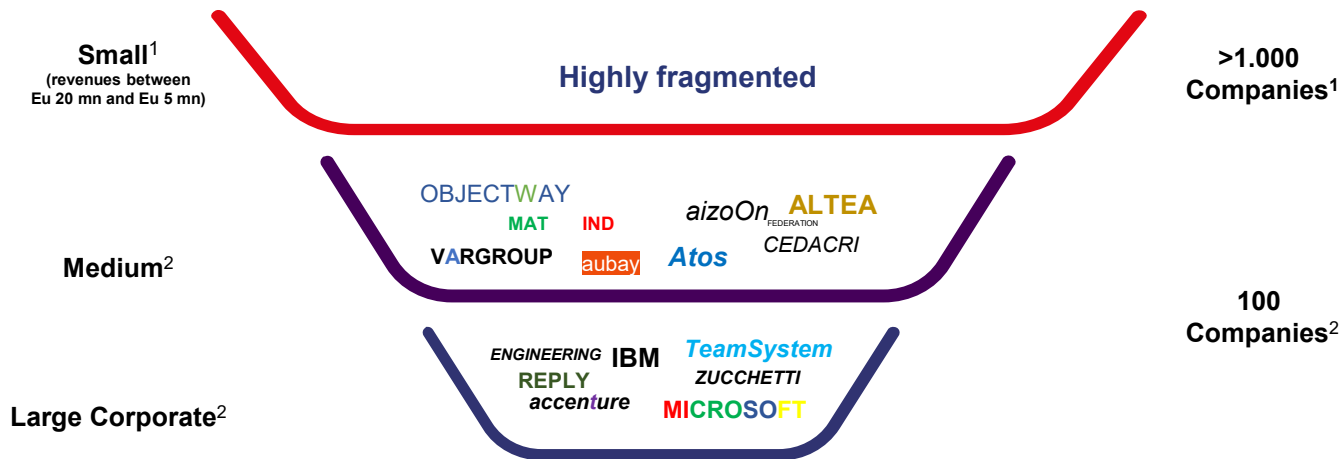 Small¹
(revenues between
Eu 20 mn and Eu 5 mn)
Highly fragmented
>1.000
Companies¹
OBJECTWAY
aizoOn
ALTEA
FEDERATION
MAT
IND
CEDACRI
VARGROUP
aubay
Atos
Medium²
100
Companies²
ENGINEERING
IBM
TeamSystem
REPLY
ZUCCHETTI
accenture
MICROSOFT
Large Corporate²